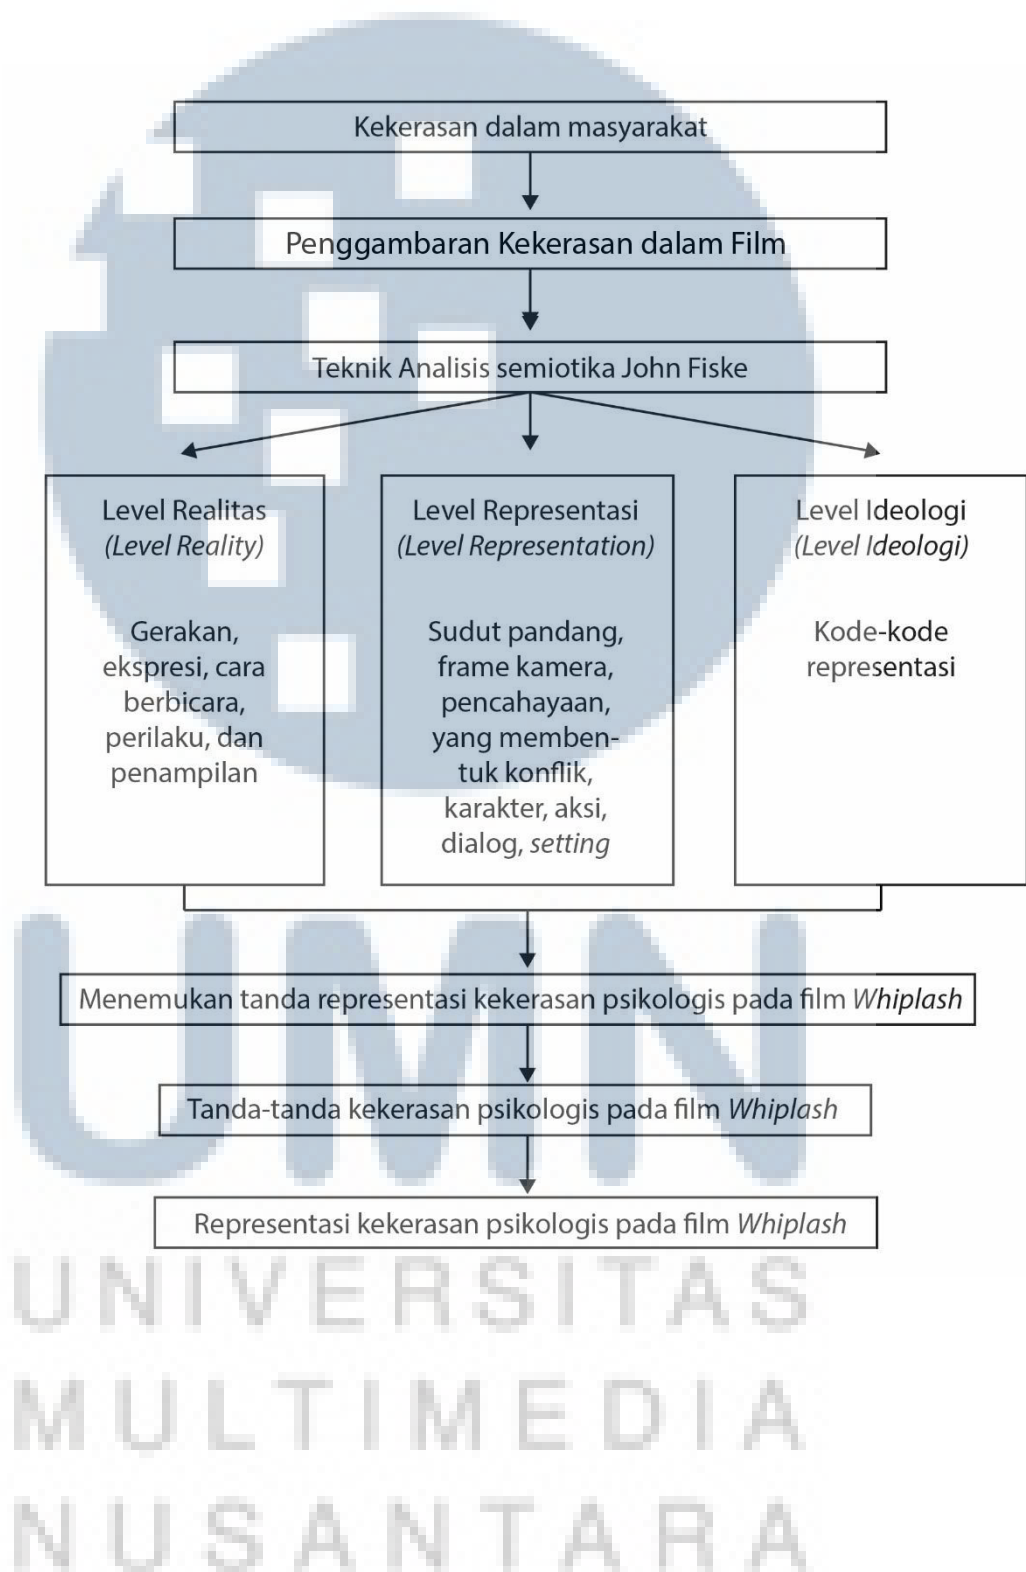 Kekerasan dalam masyarakat
Penggambaran Kekerasan dalam Film
Teknik Analisis semiotika John Fiske
Level Realitas
(Level Reality)
Gerakan,
ekspresi, cara
berbicara,
perilaku, dan
penampilan
Level Representasi
(Level Representation)
Sudut pandang,
frame kamera,
pencahayaan,
yang memben-
tuk konflik,
karakter, aksi,
dialog, setting
Level Ideologi
(Level Ideologi)
Kode-kode
representasi
Menemukan tanda representasi kekerasan psikologis pada film Whiplash
Tanda-tanda kekerasan psikologis pada film Whiplash
Representasi kekerasan psikologis pada film Whiplash
UMN
UNIVERSITAS
MULTIMEDIA
NUSANTARA